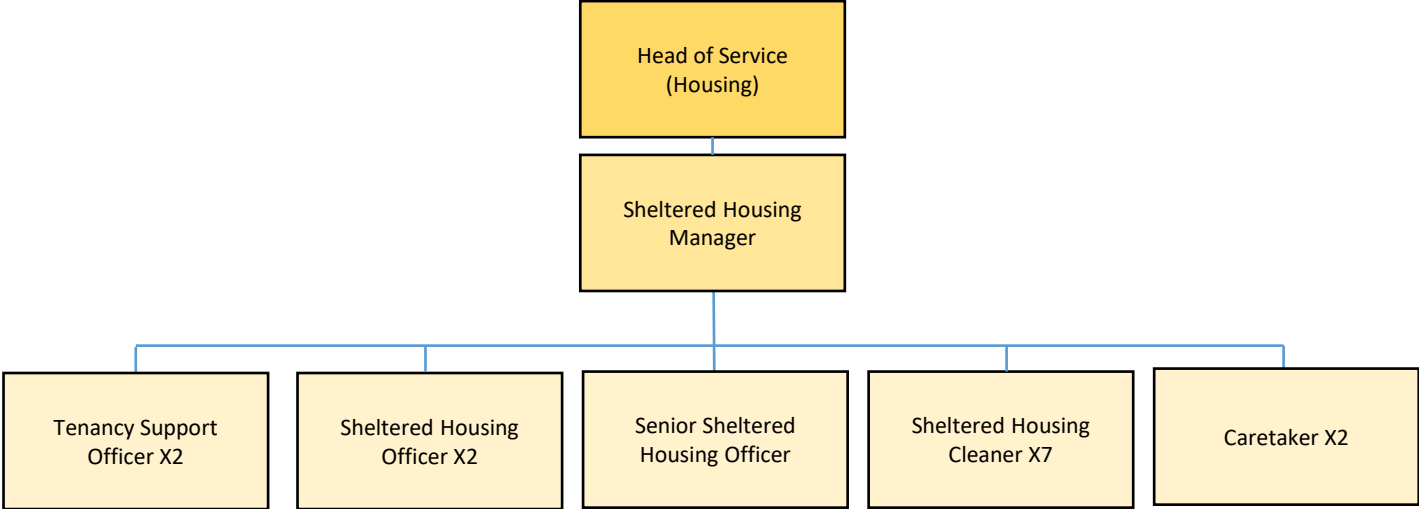 Head of Service
(Housing)
Sheltered Housing
Manager
Tenancy Support
Officer X2
Sheltered Housing
Officer X2
Senior Sheltered
Housing Officer
Sheltered Housing
Cleaner X7
Caretaker X2